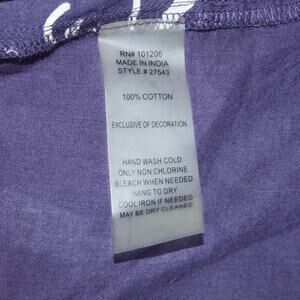 RN# 101206
MADE IN INDIA
STYLE # 27543
100% COTTON
EXCLUSIVE OF DECORATION
HAND WASH COLD
ONLY NON CHLORINE
BLEACH WHEN NEEDED
HANG TO DRY
COOL IRON IF NEEDED
MAY BE DRY CLEANED